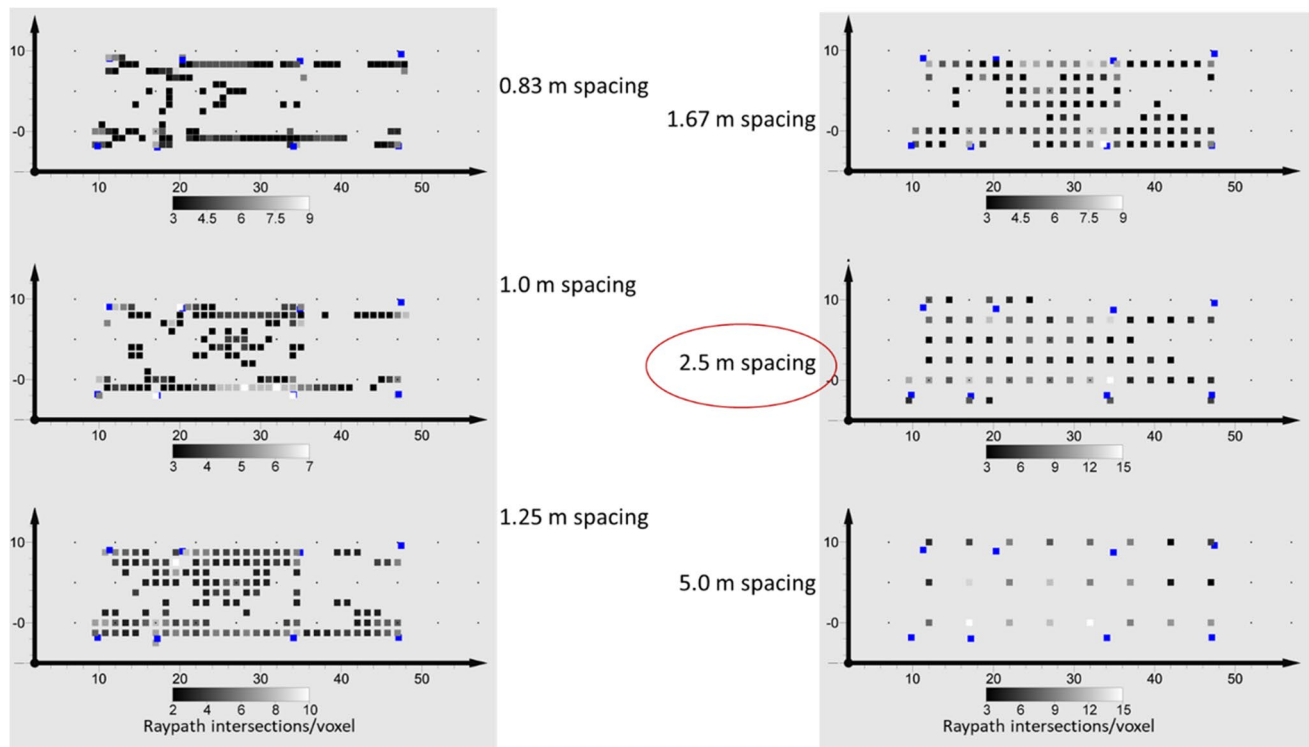 10
-0
10 20 30 40 50
3 4.5 6 7.5 9
0.83 m spacing
10
-0
10 20 30 40 50
3 4 5 6 7
1.0 m spacing
10
-0
10 20 30 40 50
2 4 6 8 10
Raypath intersections/voxel
1.25 m spacing
10
-0
10 20 30 40 50
3 4.5 6 7.5 9
1.67 m spacing
10
-0
10 20 30 40 50
3 6 9 12 15
2.5 m spacing
10
-0
10 20 30 40 50
3 6 9 12 15
Raypath intersections/voxel
5.0 m spacing